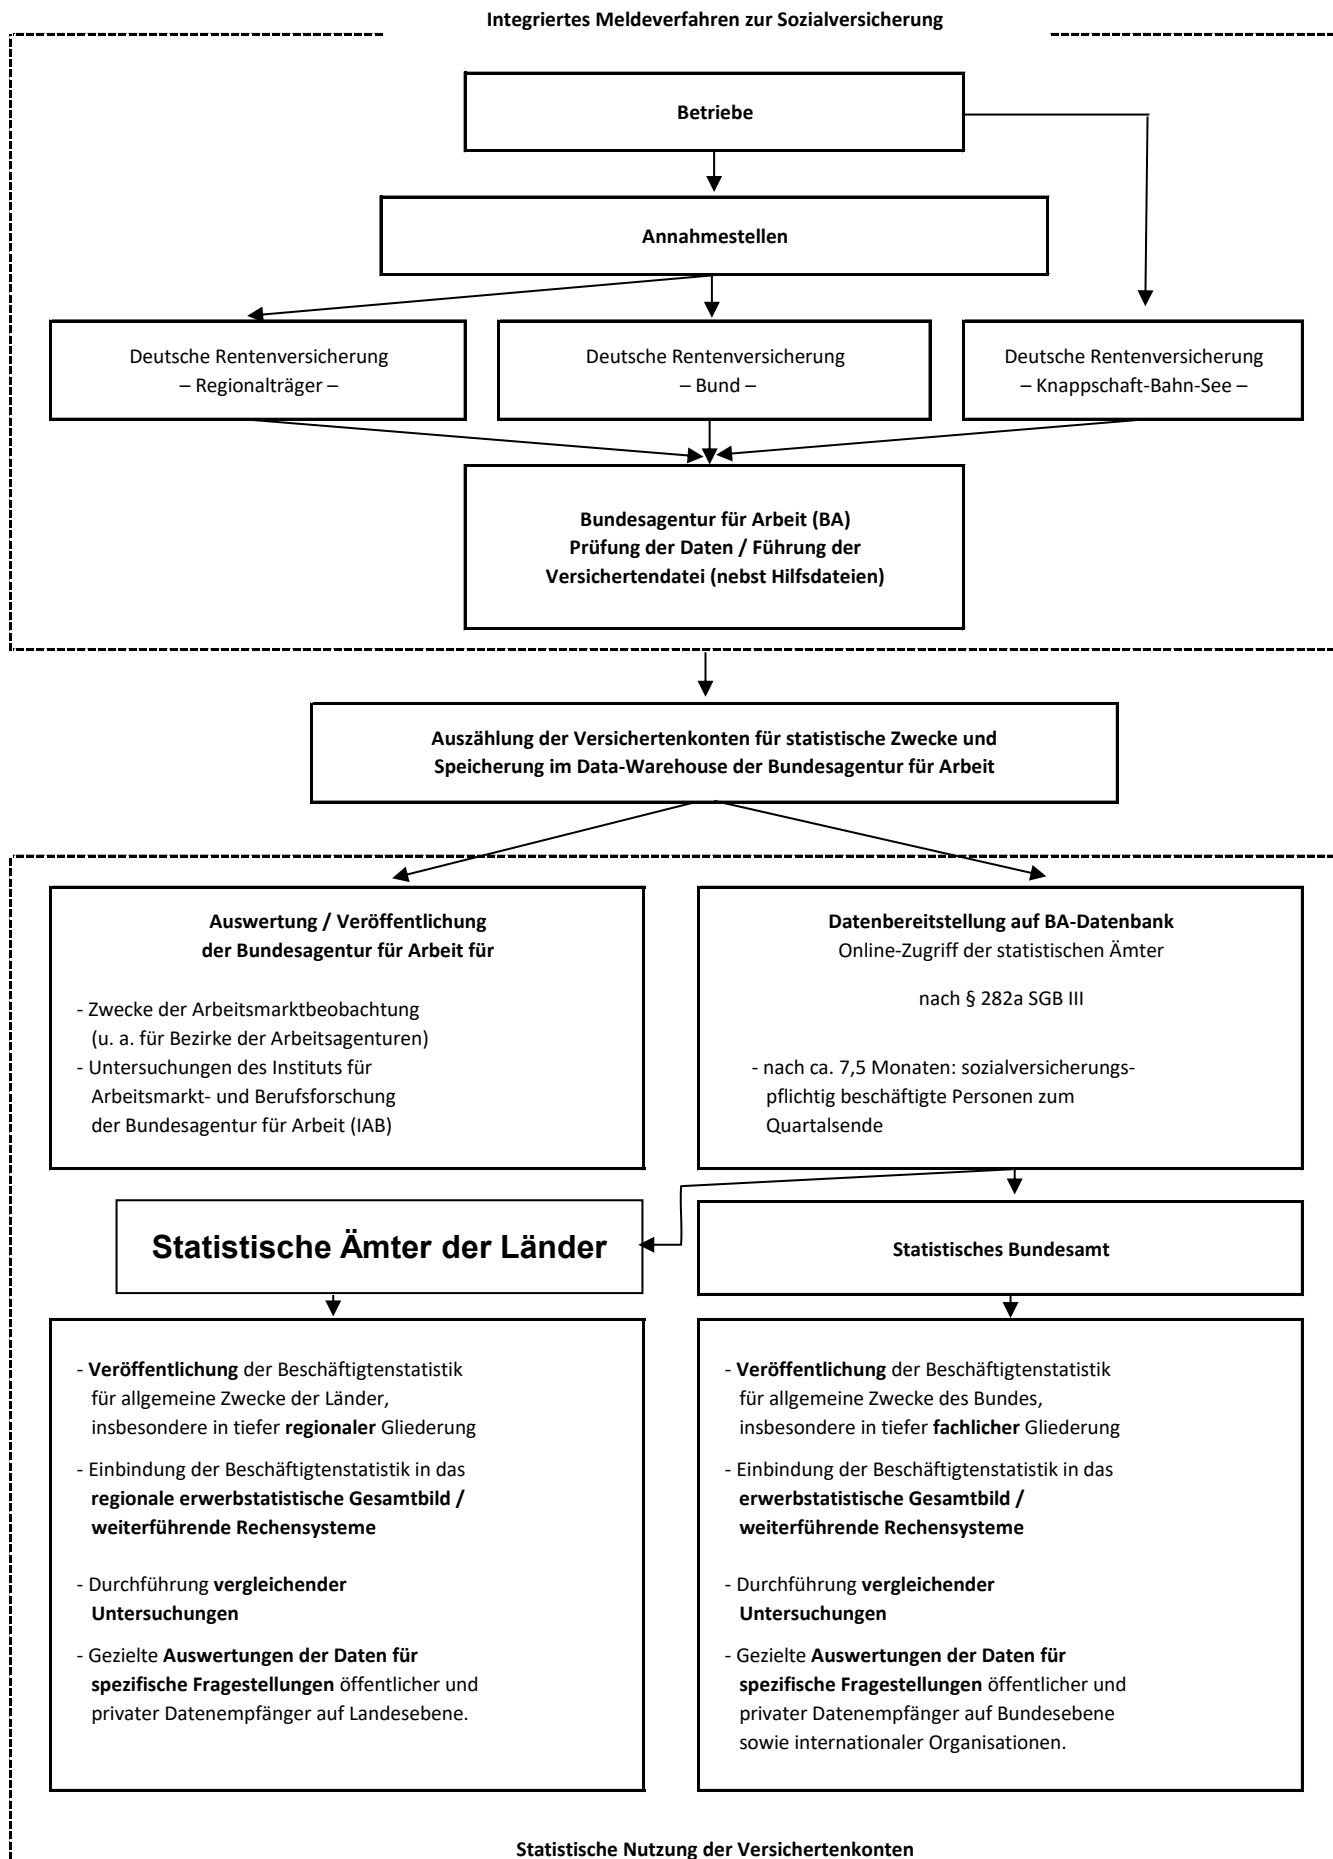 Integriertes Meldeverfahren zur Sozialversicherung
Betriebe
Annahmestellen
Deutsche Rentenversicherung
– Regionalträger –
Deutsche Rentenversicherung
– Bund –
Deutsche Rentenversicherung
– Knappschaft-Bahn-See –
Bundesagentur für Arbeit (BA)
Prüfung der Daten / Führung der
Versichertendatei (nebst Hilfsdateien)
Auszählung der Versichertenkonten für statistische Zwecke und
Speicherung im Data-Warehouse der Bundesagentur für Arbeit
Auswertung / Veröffentlichung
der Bundesagentur für Arbeit für
- Zwecke der Arbeitsmarktbeobachtung
(u. a. für Bezirke der Arbeitsagenturen)
- Untersuchungen des Instituts für
Arbeitsmarkt- und Berufsforschung
der Bundesagentur für Arbeit (IAB)
Datenbereitstellung auf BA-Datenbank
Online-Zugriff der statistischen Ämter
nach § 282a SGB III
- nach ca. 7,5 Monaten: sozialversicherungs-
pflichtig beschäftigte Personen zum
Quartalsende
Statistische Ämter der Länder
Statistisches Bundesamt
- Veröffentlichung der Beschäftigtenstatistik
für allgemeine Zwecke der Länder,
insbesondere in tiefer regionaler Gliederung
- Einbindung der Beschäftigtenstatistik in das
regionale erwerbstatistische Gesamtbild /
weiterführende Rechensysteme
- Durchführung vergleichender
Untersuchungen
- Gezielte Auswertungen der Daten für
spezifische Fragestellungen öffentlicher und
privater Datenempfänger auf Landesebene.
- Veröffentlichung der Beschäftigtenstatistik
für allgemeine Zwecke des Bundes,
insbesondere in tiefer fachlicher Gliederung
- Einbindung der Beschäftigtenstatistik in das
erwerbstatistische Gesamtbild /
weiterführende Rechensysteme
- Durchführung vergleichender
Untersuchungen
- Gezielte Auswertungen der Daten für
spezifische Fragestellungen öffentlicher und
privater Datenempfänger auf Bundesebene
sowie internationaler Organisationen.
Statistische Nutzung der Versichertenkonten